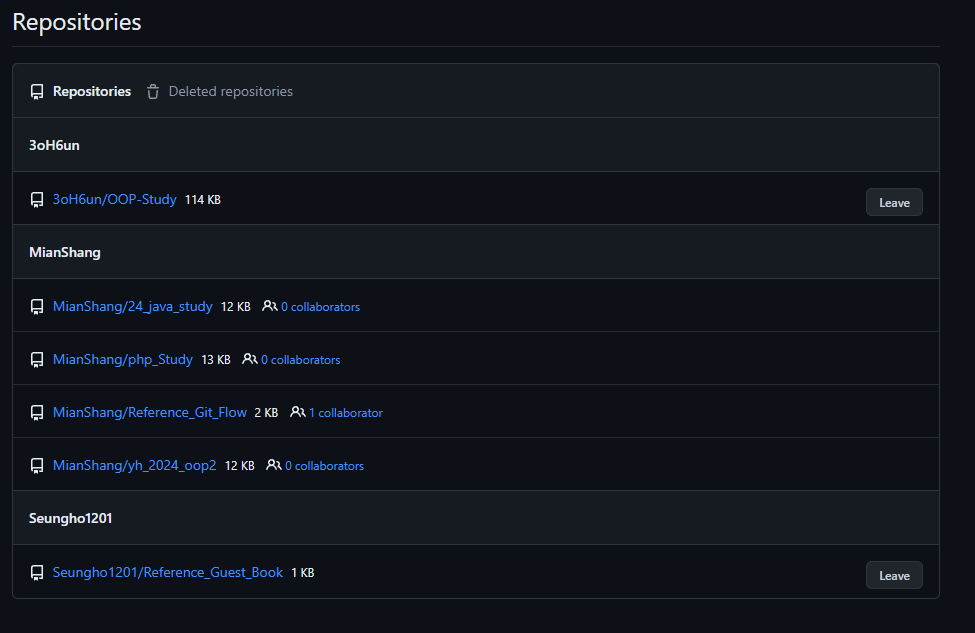 Repositories
Repositories Deleted repositories
3oH6un
3oH6un/OOP-Study 114 KB Leave
MianShang
MianShang/24_java_study 12 KB 0 collaborators
MianShang/php_Study 13 KB 0 collaborators
MianShang/Reference_Git_Flow 2 KB 1 collaborator
MianShang/yh_2024_oop2 12 KB 0 collaborators
Seungho1201
Seungho1201/Reference_Guest_Book 1 KB Leave